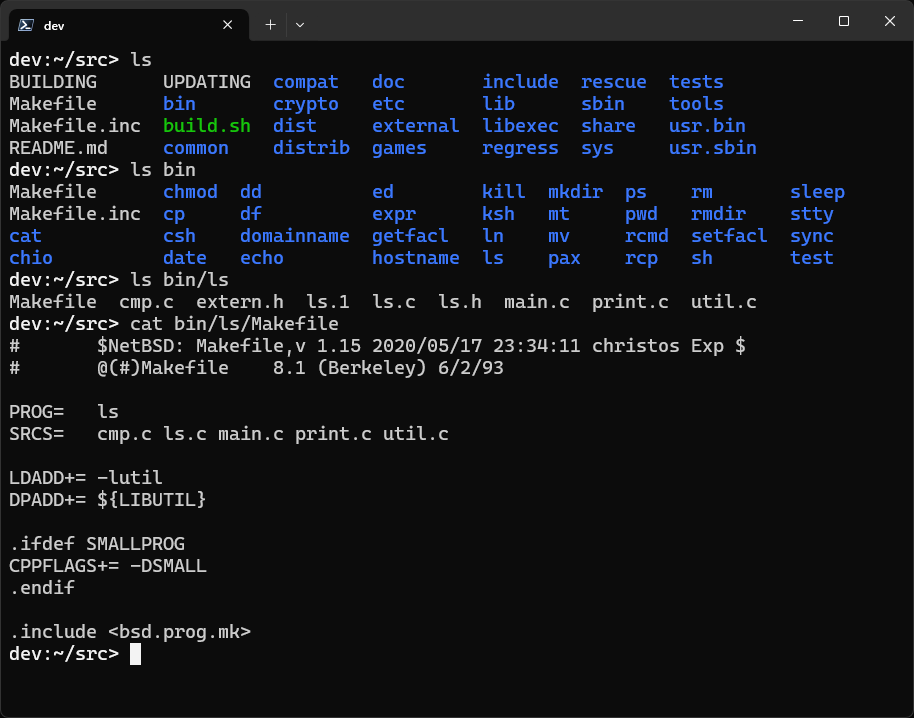 dev
dev:~/src> ls
BUILDING      UPDATING  compat   doc       include  rescue  tests
Makefile      bin       crypto   etc       lib      sbin    tools
Makefile.inc  build.sh  dist     external  libexec  share   usr.bin
README.md     common    distrib  games     regress  sys     usr.sbin
dev:~/src> ls bin
Makefile      chmod  dd          ed        kill  mkdir  ps    rm       sleep
Makefile.inc  cp     df          expr      ksh   mt     pwd   rmdir    stty
cat           csh    domainname  getfacl   ln    mv     rcmd  setfacl  sync
chio          date   echo        hostname  ls    pax    rcp   sh       test
dev:~/src> ls bin/ls
Makefile  cmp.c  extern.h  ls.1  ls.c  ls.h  main.c  print.c  util.c
dev:~/src> cat bin/ls/Makefile
#       $NetBSD: Makefile,v 1.15 2020/05/17 23:34:11 christos Exp $
#       @(#)Makefile    8.1 (Berkeley) 6/2/93
PROG=   ls
SRCS=   cmp.c ls.c main.c print.c util.c
LDADD+= -lutil
DPADD+= ${LIBUTIL}
.ifdef SMALLPROG
CPPFLAGS+= -DSMALL
.endif
.include <bsd.prog.mk>
dev:~/src>